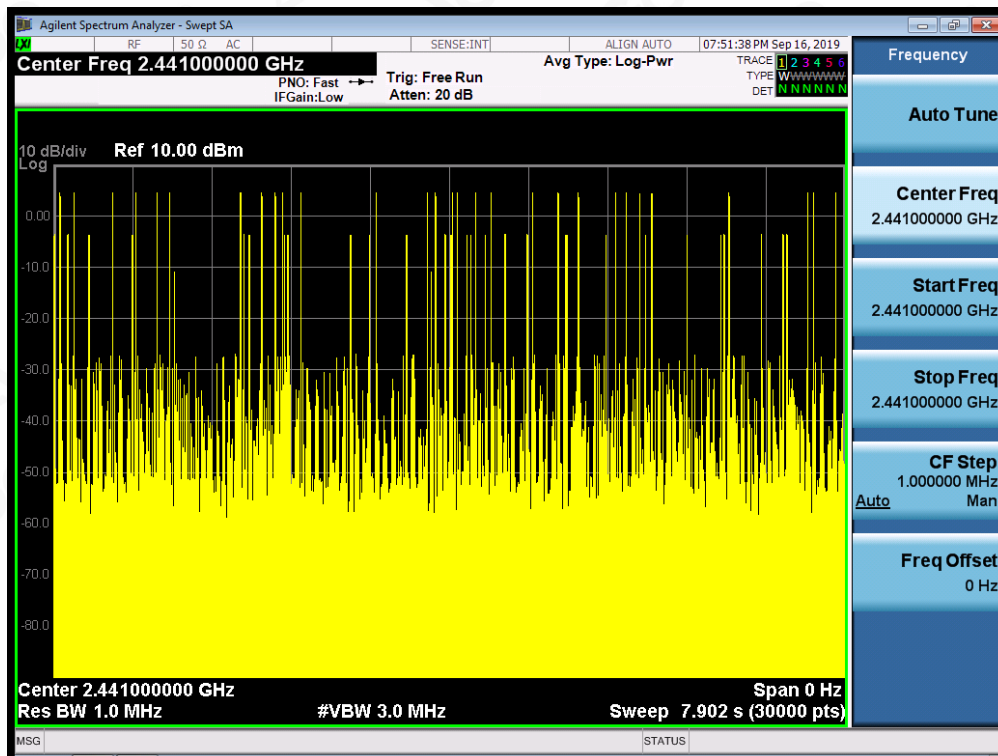 Agilent Spectrum Analyzer - Swept SA
LXI RF 50 Ω AC SENSE:INT ALIGN AUTO 07:51:38 PM Sep 16, 2019
Center Freq 2.441000000 GHz
PNO: Fast
IFGain:Low
Trig: Free Run
Atten: 20 dB
Avg Type: Log-Pwr
TRACE 1 2 3 4 5 6
TYPE W
DET N N N N N N
10 dB/div Ref 10.00 dBm
Log
0.00
-10.0
-20.0
-30.0
-40.0
-50.0
-60.0
-70.0
-80.0
Center 2.441000000 GHz Span 0 Hz
Res BW 1.0 MHz #VBW 3.0 MHz Sweep 7.902 s (30000 pts)
MSG STATUS
Frequency
Auto Tune
Center Freq
2.441000000 GHz
Start Freq
2.441000000 GHz
Stop Freq
2.441000000 GHz
CF Step
1.000000 MHz
Auto Man
Freq Offset
0 Hz